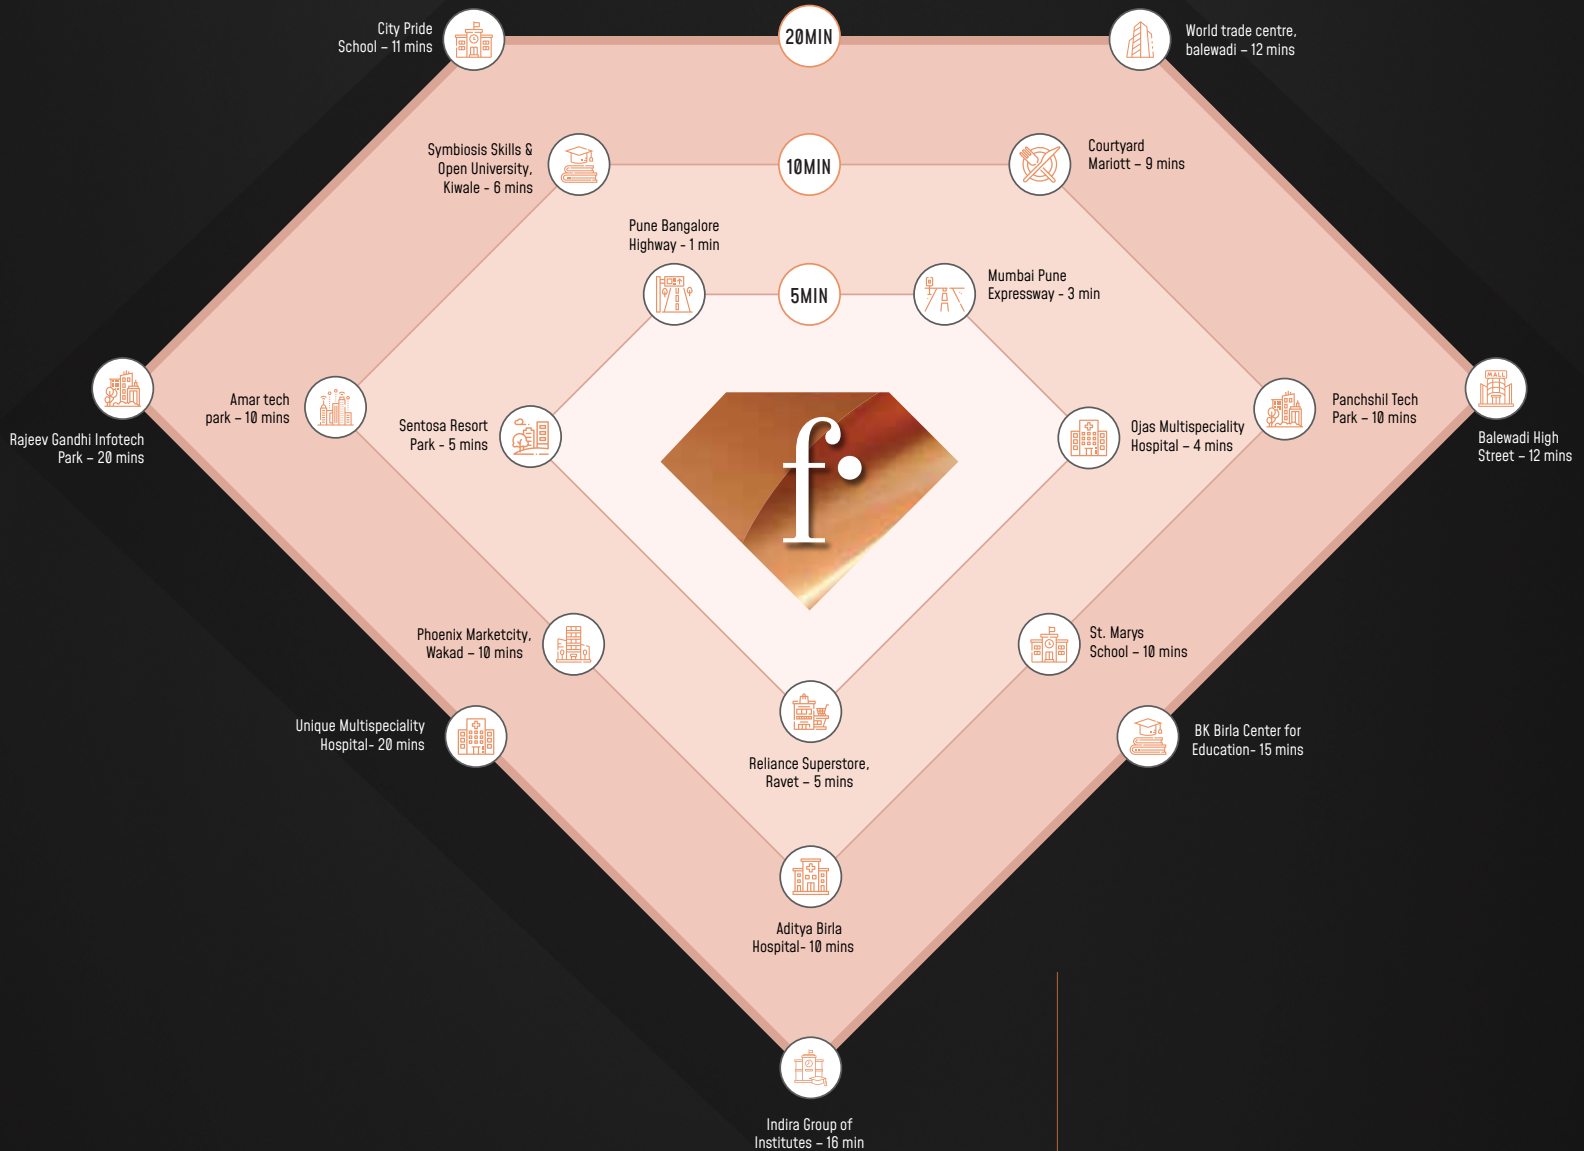 City Pride
School – 11 mins
20MIN
World trade centre,
balewadi – 12 mins
Symbiosis Skills &
Open University,
Kiwale - 6 mins
10MIN
Courtyard
Mariott – 9 mins
Pune Bangalore
Highway - 1 min
5MIN
Mumbai Pune
Expressway - 3 min
Rajeev Gandhi Infotech
Park – 20 mins
Amar tech
park – 10 mins
Sentosa Resort
Park - 5 mins
f
Ojas Multispeciality
Hospital – 4 mins
Panchshil Tech
Park – 10 mins
MALL
Balewadi High
Street – 12 mins
Phoenix Marketcity,
Wakad – 10 mins
St. Marys
School – 10 mins
Unique Multispeciality
Hospital- 20 mins
Reliance Superstore,
Ravet – 5 mins
BK Birla Center for
Education- 15 mins
Aditya Birla
Hospital- 10 mins
Indira Group of
Institutes – 16 min